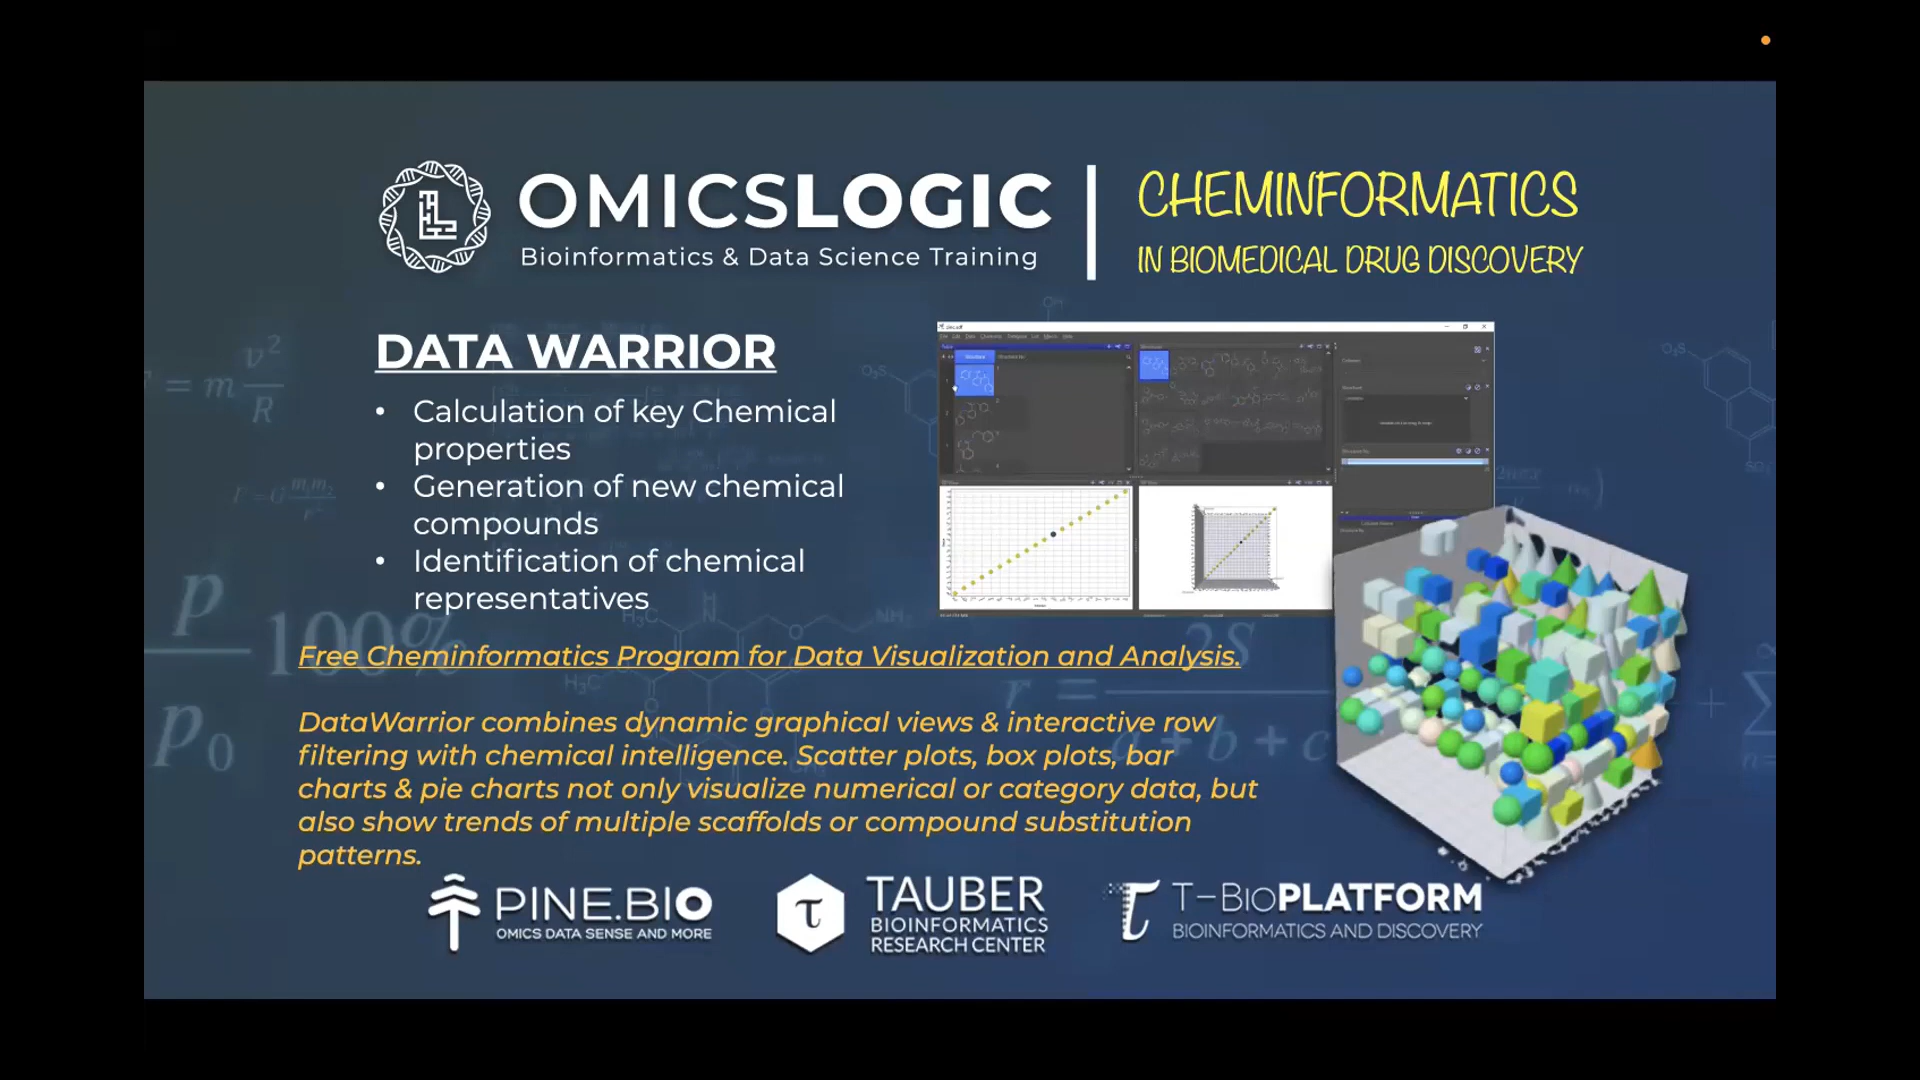 OMICSLOGIC
Bioinformatics & Data Science Training
CHEMINFORMATICS
IN BIOMEDICAL DRUG DISCOVERY
DATA WARRIOR
• Calculation of key Chemical
properties
• Generation of new chemical
compounds
• Identification of chemical
representatives
Free Cheminformatics Program for Data Visualization and Analysis.
DataWarrior combines dynamic graphical views & interactive row
filtering with chemical intelligence. Scatter plots, box plots, bar
charts & pie charts not only visualize numerical or category data, but
also show trends of multiple scaffolds or compound substitution
patterns.
PINE.BIO
OMICS DATA SENSE AND MORE
τ
TAUBER
BIOINFORMATICS
RESEARCH CENTER
T-BioPLATFORM
BIOINFORMATICS AND DISCOVERY
= m v² / R
p / p₀ 100%
2S
r =
a + b + c